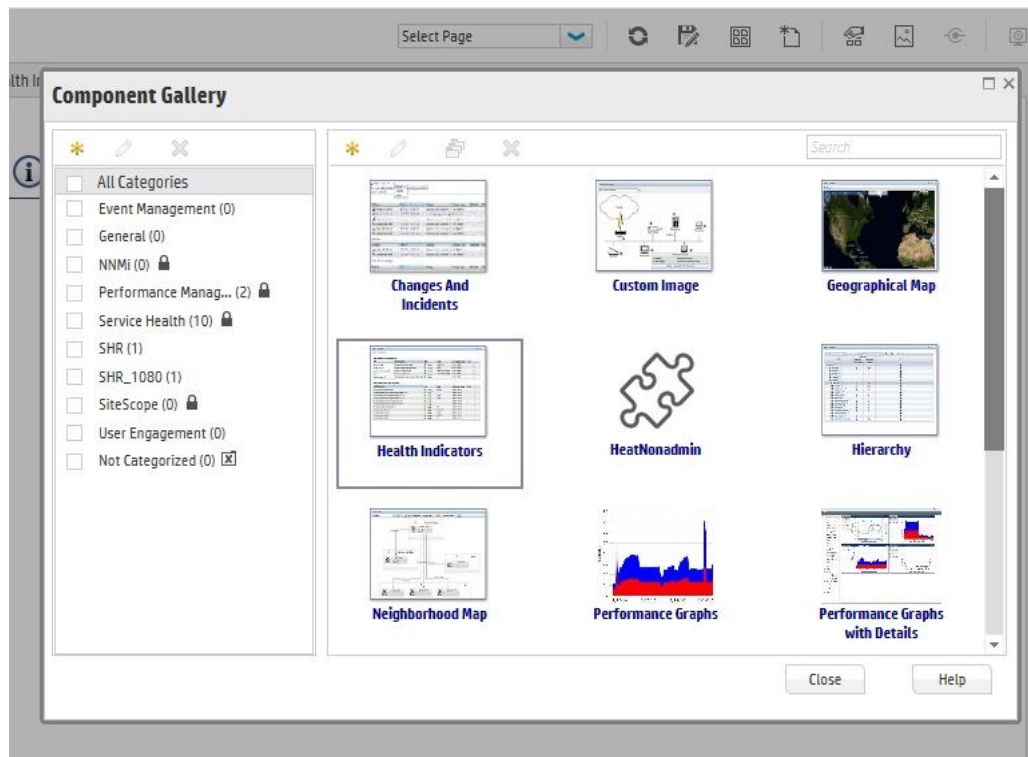 Select Page
lth In
Component Gallery
Search
All Categories
Event Management (0)
General (0)
NNMi (0)
Performance Manag... (2)
Service Health (10)
SHR (1)
SHR_1080 (1)
SiteScope (0)
User Engagement (0)
Not Categorized (0)
Changes And
Incidents
Custom Image
Geographical Map
Health Indicators
HeatNonadmin
Hierarchy
Neighborhood Map
Performance Graphs
Performance Graphs
with Details
Close
Help